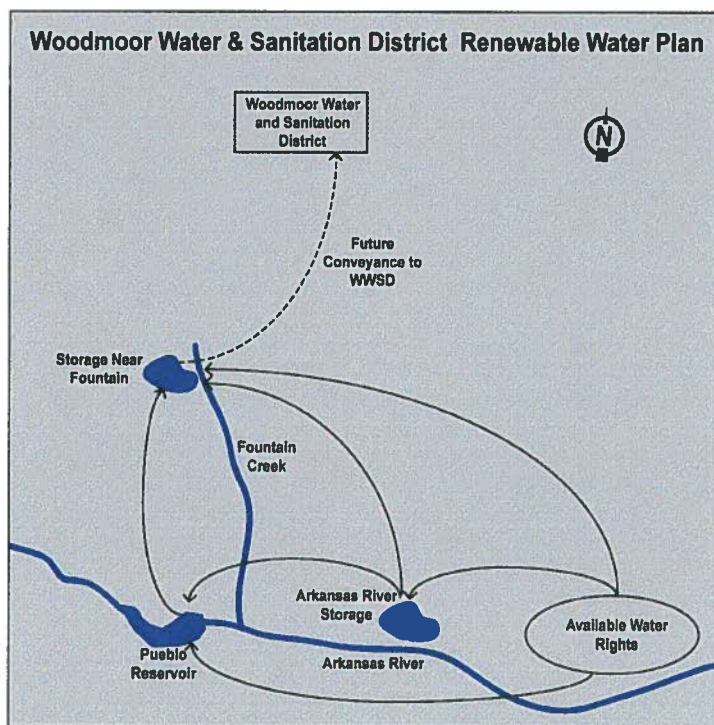 Woodmoor Water & Sanitation District Renewable Water Plan
Woodmoor Water
and Sanitation
District
N
Future
Conveyance to
WWSD
Storage Near
Fountain
Fountain
Creek
Arkansas River
Storage
Available Water
Rights
Pueblo
Reservoir
Arkansas River